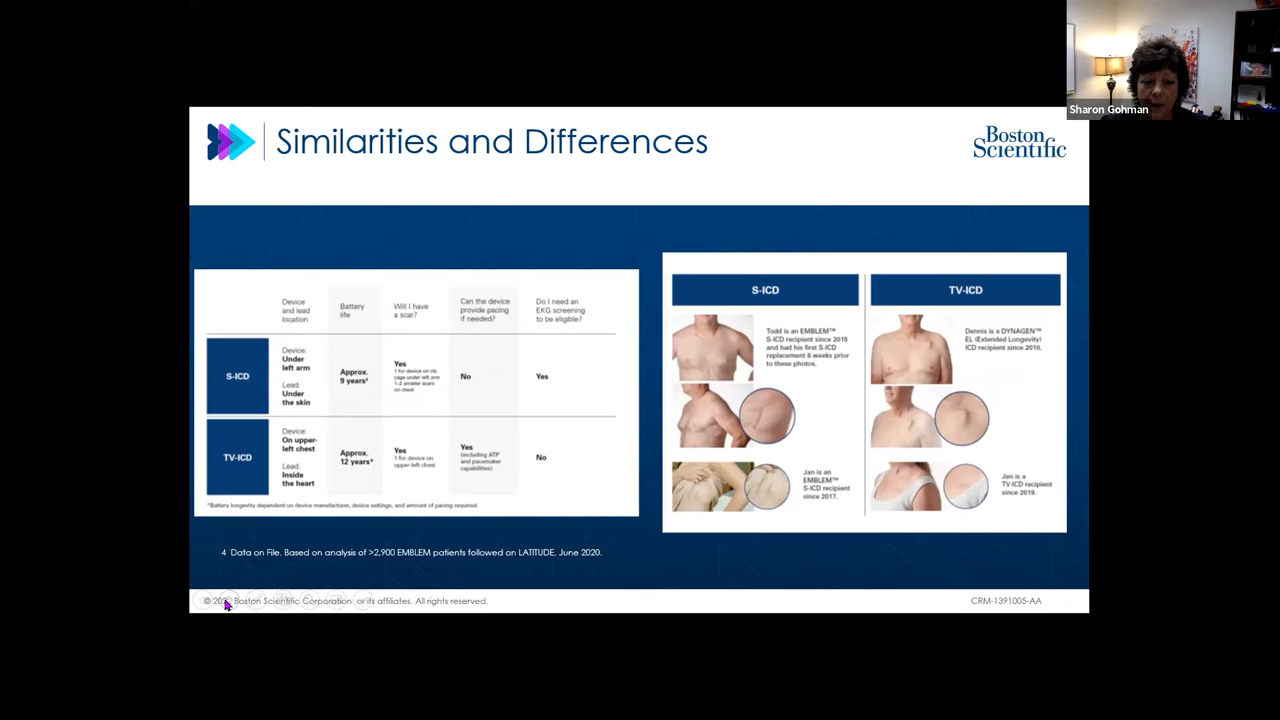 Sharon Gohman
Similarities and Differences
Boston
Scientific
Device
and lead
location
Battery
life
Will I have
a scar?
Can the device
provide pacing
if needed?
Do I need an
EKG screening
to be eligible?
S-ICD
Device:
Under
left arm
Lead:
Under
the skin
Approx.
9 years⁴
Yes
1 for device on rib
cage under left arm
1-2 smaller scars
on chest
No
Yes
TV-ICD
Device:
On upper-
left chest
Lead:
Inside
the heart
Approx.
12 years*
Yes
1 for device on
upper-left chest
Yes
(including ATP
and pacemaker
capabilities)
No
*Battery longevity dependent on device manufacturer, device settings, and amount of pacing required.
S-ICD
Todd is an EMBLEM™
S-ICD recipient since 2015
and had his first S-ICD
replacement 6 weeks prior
to these photos.
Jan is an
EMBLEM™
S-ICD recipient
since 2017.
TV-ICD
Dennis is a DYNAGEN™
EL (Extended Longevity)
ICD recipient since 2018.
Jen is a
TV-ICD recipient
since 2019.
4 Data on File. Based on analysis of >2,900 EMBLEM patients followed on LATITUDE. June 2020.
© Boston Scientific Corporation or its affiliates. All rights reserved.
CRM-1391005-AA